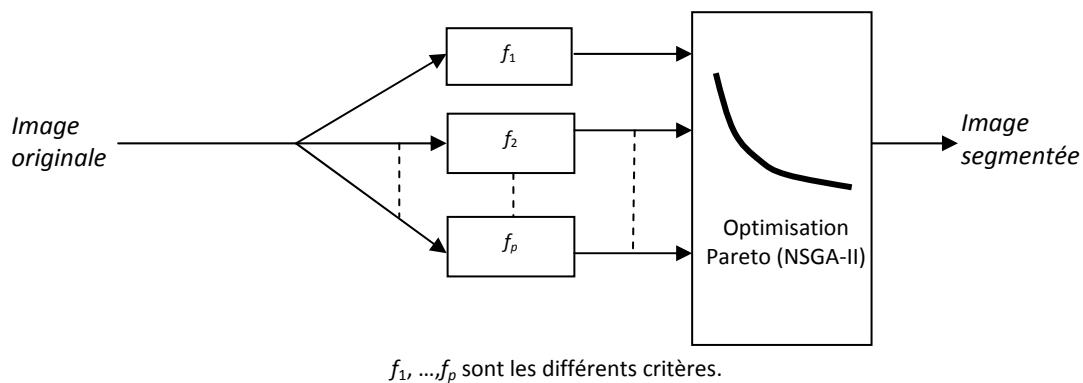 Image
originale
f1
f2
fp
Optimisation
Pareto (NSGA-II)
Image
segmentée
f1, ...,fp sont les différents critères.